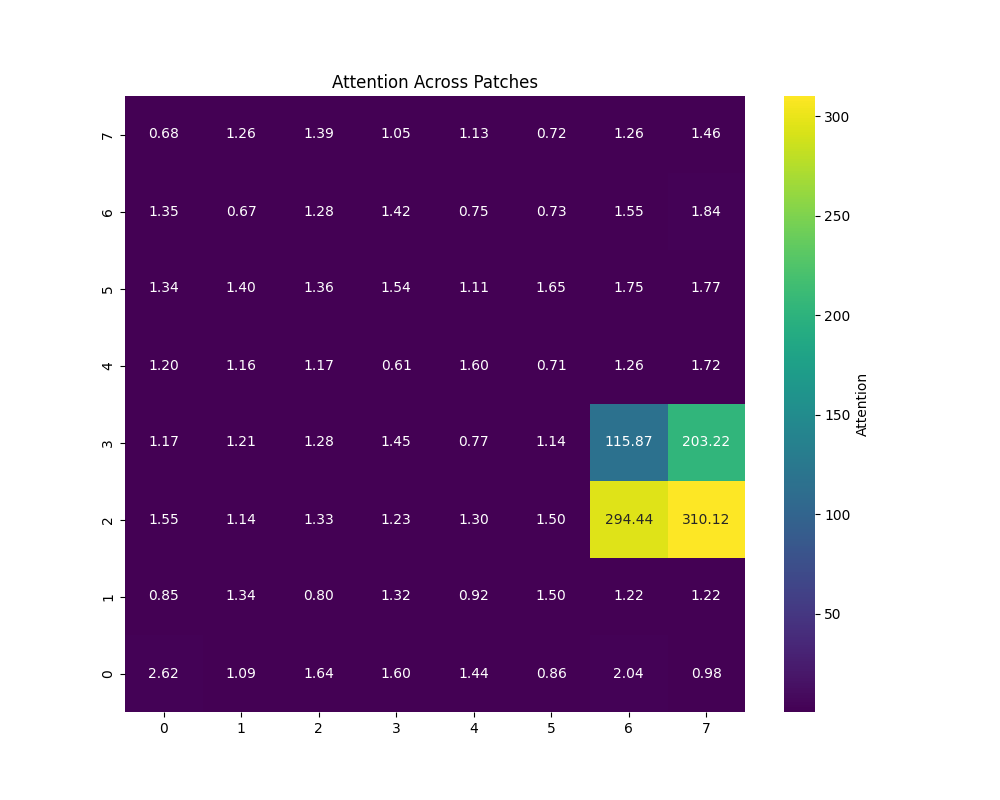 Attention Across Patches
7 0.68 1.26 1.39 1.05 1.13 0.72 1.26 1.46
6 1.35 0.67 1.28 1.42 0.75 0.73 1.55 1.84
5 1.34 1.40 1.36 1.54 1.11 1.65 1.75 1.77
4 1.20 1.16 1.17 0.61 1.60 0.71 1.26 1.72
3 1.17 1.21 1.28 1.45 0.77 1.14 115.87 203.22
2 1.55 1.14 1.33 1.23 1.30 1.50 294.44 310.12
1 0.85 1.34 0.80 1.32 0.92 1.50 1.22 1.22
0 2.62 1.09 1.64 1.60 1.44 0.86 2.04 0.98
0 1 2 3 4 5 6 7
300
250
200
150
100
50
Attention